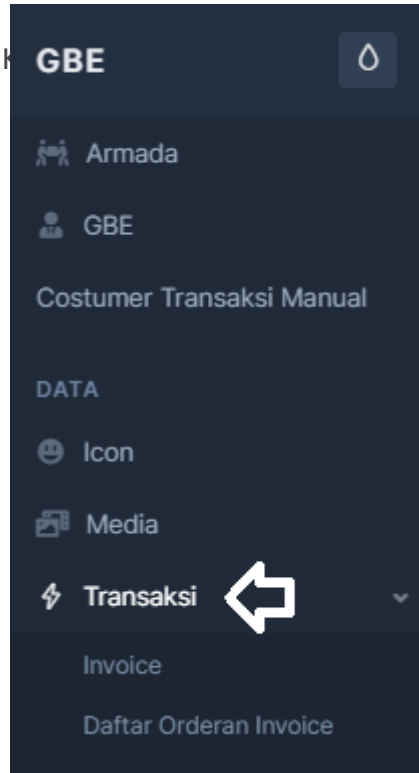 GBE
Armada
GBE
Costumer Transaksi Manual
DATA
Icon
Media
Transaksi
Invoice
Daftar Orderan Invoice